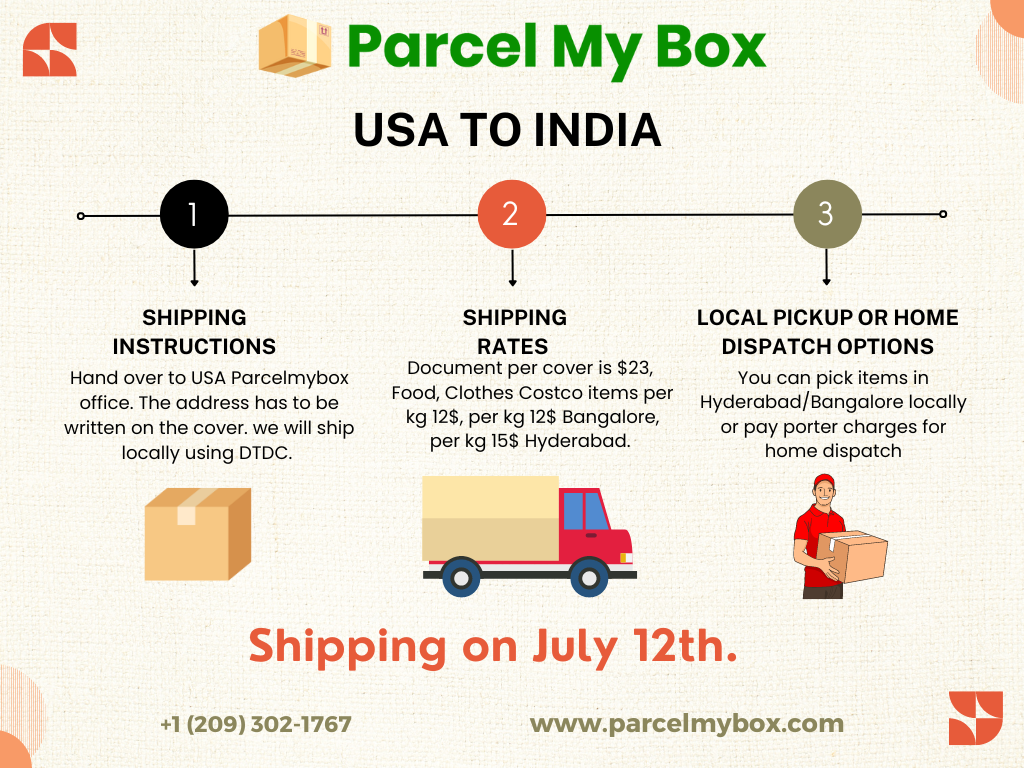 Parcel My Box
USA TO INDIA
1
2
3
SHIPPING
INSTRUCTIONS
Hand over to USA Parcelmybox
office. The address has to be
written on the cover. we will ship
locally using DTDC.
SHIPPING
RATES
Document per cover is $23,
Food, Clothes Costco items per
kg 12$, per kg 12$ Bangalore,
per kg 15$ Hyderabad.
LOCAL PICKUP OR HOME
DISPATCH OPTIONS
You can pick items in
Hyderabad/Bangalore locally
or pay porter charges for
home dispatch
Shipping on July 12th.
+1 (209) 302-1767
www.parcelmybox.com